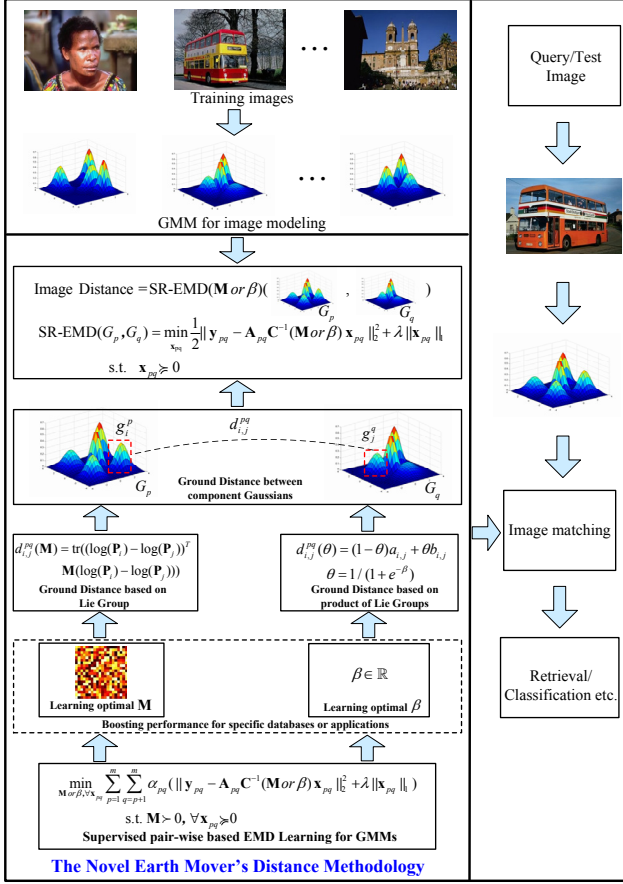 Training images
GMM for image modeling
Image Distance =SR-EMD(M or β)( , )
G_p G_q
SR-EMD(G_p, G_q) = min_{x_pq} 1/2 || y_pq − A_pq C^{-1}(M or β) x_pq ||_2^2 + λ || x_pq ||_1
s.t. x_pq ≽ 0
g_i^p d_{i,j}^{pq} g_j^q
G_p G_q
Ground Distance between
component Gaussians
d_{i,j}^{pq}(M) = tr((log(P_i) − log(P_j))^T
M(log(P_i) − log(P_j)))
Ground Distance based on
Lie Group
d_{i,j}^{pq}(θ) = (1−θ)a_{i,j} + θb_{i,j}
θ = 1/(1+e^{-β})
Ground Distance based on
product of Lie Groups
Learning optimal M
β ∈ ℝ
Learning optimal β
Boosting performance for specific databases or applications
min_{M or β, ∀x_pq} Σ_{p=1}^{m} Σ_{q=p+1}^{m} α_pq ( || y_pq − A_pq C^{-1}(M or β) x_pq ||_2^2 + λ || x_pq ||_1 )
s.t. M ≻ 0, ∀x_pq ≽ 0
Supervised pair-wise based EMD Learning for GMMs
The Novel Earth Mover's Distance Methodology
Query/Test
Image
Image matching
Retrieval/
Classification etc.